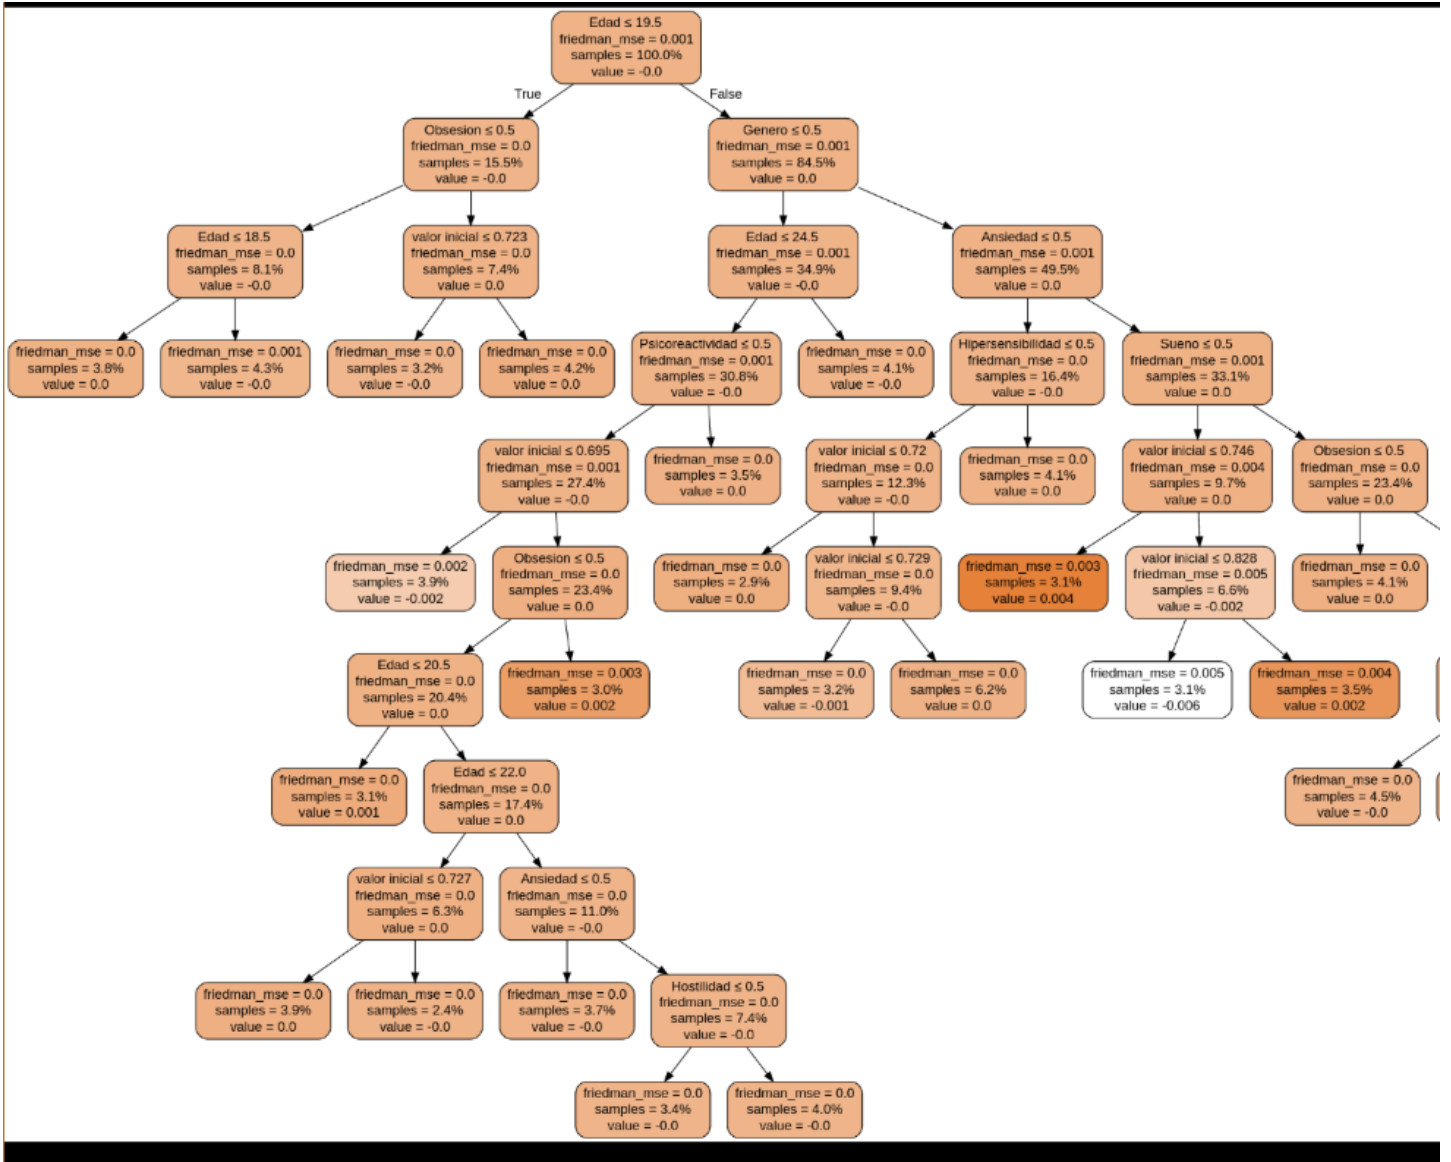 Edad ≤ 19.5
friedman_mse = 0.001
samples = 100.0%
value = -0.0
True
False
Obsesion ≤ 0.5
friedman_mse = 0.0
samples = 15.5%
value = -0.0
Genero ≤ 0.5
friedman_mse = 0.001
samples = 84.5%
value = 0.0
Edad ≤ 18.5
friedman_mse = 0.0
samples = 8.1%
value = -0.0
valor inicial ≤ 0.723
friedman_mse = 0.0
samples = 7.4%
value = 0.0
Edad ≤ 24.5
friedman_mse = 0.001
samples = 34.9%
value = -0.0
Ansiedad ≤ 0.5
friedman_mse = 0.001
samples = 49.5%
value = 0.0
friedman_mse = 0.0
samples = 3.8%
value = 0.0
friedman_mse = 0.001
samples = 4.3%
value = -0.0
friedman_mse = 0.0
samples = 3.2%
value = -0.0
friedman_mse = 0.0
samples = 4.2%
value = 0.0
Psicoreactividad ≤ 0.5
friedman_mse = 0.001
samples = 30.8%
value = -0.0
friedman_mse = 0.0
samples = 4.1%
value = -0.0
Hipersensibilidad ≤ 0.5
friedman_mse = 0.0
samples = 16.4%
value = -0.0
Sueno ≤ 0.5
friedman_mse = 0.001
samples = 33.1%
value = 0.0
valor inicial ≤ 0.695
friedman_mse = 0.001
samples = 27.4%
value = -0.0
friedman_mse = 0.0
samples = 3.5%
value = 0.0
valor inicial ≤ 0.72
friedman_mse = 0.0
samples = 12.3%
value = -0.0
friedman_mse = 0.0
samples = 4.1%
value = 0.0
valor inicial ≤ 0.746
friedman_mse = 0.004
samples = 9.7%
value = 0.0
Obsesion ≤ 0.5
friedman_mse = 0.0
samples = 23.4%
value = 0.0
friedman_mse = 0.002
samples = 3.9%
value = -0.002
Obsesion ≤ 0.5
friedman_mse = 0.0
samples = 23.4%
value = 0.0
friedman_mse = 0.0
samples = 2.9%
value = 0.0
valor inicial ≤ 0.729
friedman_mse = 0.0
samples = 9.4%
value = -0.0
friedman_mse = 0.003
samples = 3.1%
value = 0.004
valor inicial ≤ 0.828
friedman_mse = 0.005
samples = 6.6%
value = -0.002
friedman_mse = 0.0
samples = 4.1%
value = 0.0
Edad ≤ 20.5
friedman_mse = 0.0
samples = 20.4%
value = 0.0
friedman_mse = 0.003
samples = 3.0%
value = 0.002
friedman_mse = 0.0
samples = 3.2%
value = -0.001
friedman_mse = 0.0
samples = 6.2%
value = 0.0
friedman_mse = 0.005
samples = 3.1%
value = -0.006
friedman_mse = 0.004
samples = 3.5%
value = 0.002
friedman_mse = 0.0
samples = 3.1%
value = 0.001
Edad ≤ 22.0
friedman_mse = 0.0
samples = 17.4%
value = 0.0
friedman_mse = 0.0
samples = 4.5%
value = -0.0
valor inicial ≤ 0.727
friedman_mse = 0.0
samples = 6.3%
value = 0.0
Ansiedad ≤ 0.5
friedman_mse = 0.0
samples = 11.0%
value = -0.0
friedman_mse = 0.0
samples = 3.9%
value = 0.0
friedman_mse = 0.0
samples = 2.4%
value = -0.0
friedman_mse = 0.0
samples = 3.7%
value = -0.0
Hostilidad ≤ 0.5
friedman_mse = 0.0
samples = 7.4%
value = -0.0
friedman_mse = 0.0
samples = 3.4%
value = -0.0
friedman_mse = 0.0
samples = 4.0%
value = -0.0